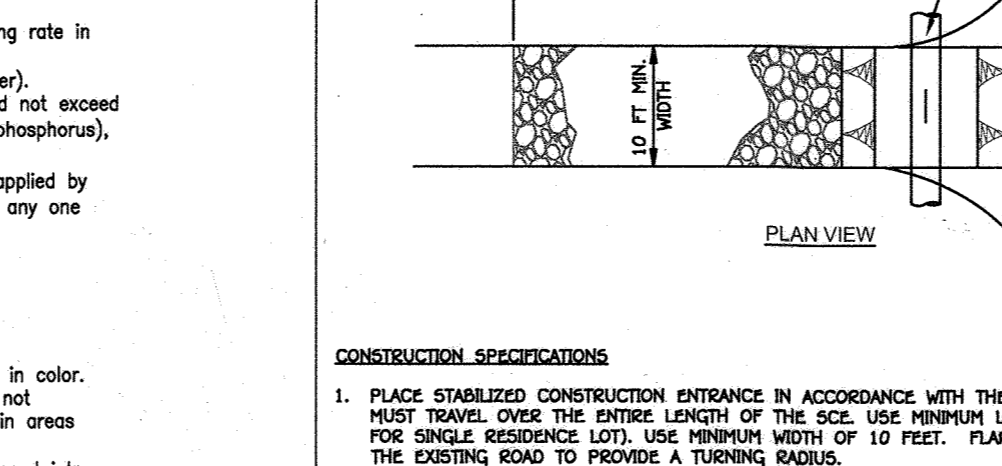 ng rate in
er).
d not exceed
phosphorus),
applied by
any one
in color.
not
in areas
10 FT MIN.
WIDTH
PLAN VIEW
CONSTRUCTION SPECIFICATIONS
1. PLACE STABILIZED CONSTRUCTION ENTRANCE IN ACCORDANCE WITH THE
MUST TRAVEL OVER THE ENTIRE LENGTH OF THE SCE. USE MINIMUM L
FOR SINGLE RESIDENCE LOT). USE MINIMUM WIDTH OF 10 FEET. FLA
THE EXISTING ROAD TO PROVIDE A TURNING RADIUS.